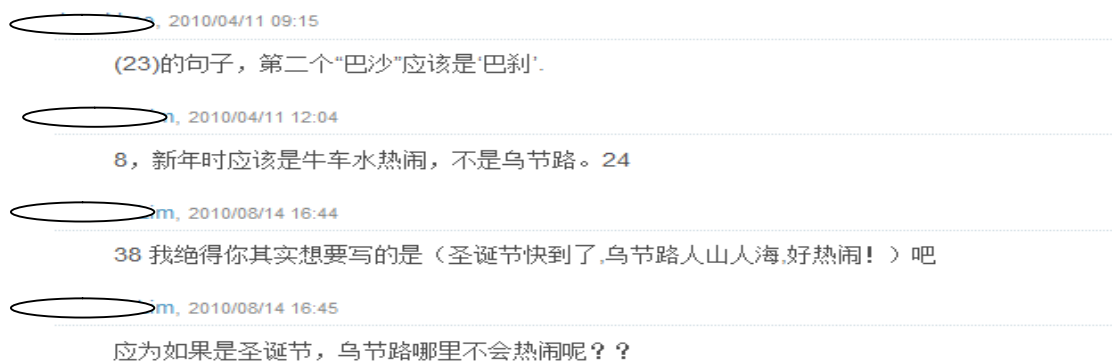 , 2010/04/11 09:15
(23)的句子，第二个“巴沙”应该是‘巴刹’.
, 2010/04/11 12:04
8，新年时应该是牛车水热闹，不是乌节路。24
im, 2010/08/14 16:44
38 我绝得你其实想要写的是（圣诞节快到了,乌节路人山人海,好热闹！）吧
im, 2010/08/14 16:45
应为如果是圣诞节，乌节路哪里不会热闹呢？？